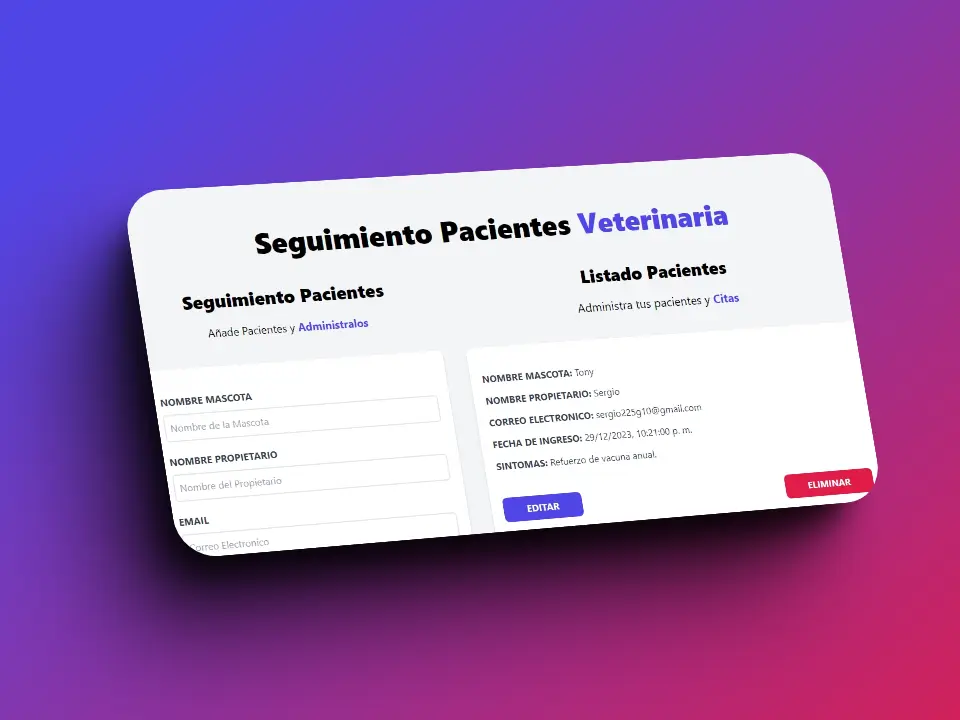 Seguimiento Pacientes Veterinaria
Seguimiento Pacientes
Añade Pacientes y Administralos
NOMBRE MASCOTA
Nombre de la Mascota
NOMBRE PROPIETARIO
Nombre del Propietario
EMAIL
Correo Electronico
Listado Pacientes
Administra tus pacientes y Citas
NOMBRE MASCOTA: Tony
NOMBRE PROPIETARIO: Sergio
CORREO ELECTRONICO: sergio225g10@gmail.com
FECHA DE INGRESO: 29/12/2023, 10:21:00 p. m.
SINTOMAS: Refuerzo de vacuna anual.
EDITAR
ELIMINAR